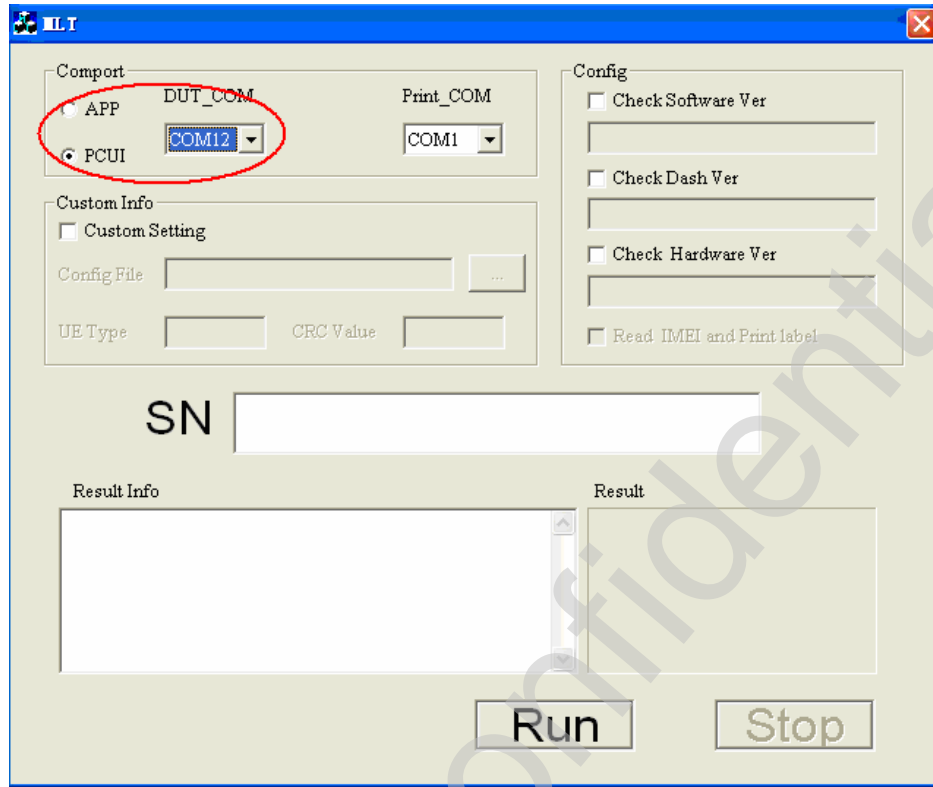 MLT
Comport
APP
DUT_COM
Print_COM
COM12
COM1
PCUI
Custom Info
Custom Setting
Config File
...
UE Type
CRC Value
Config
Check Software Ver
Check Dash Ver
Check Hardware Ver
Read IMEI and Print label
SN
Result Info
Result
Run
Stop
onfidenti